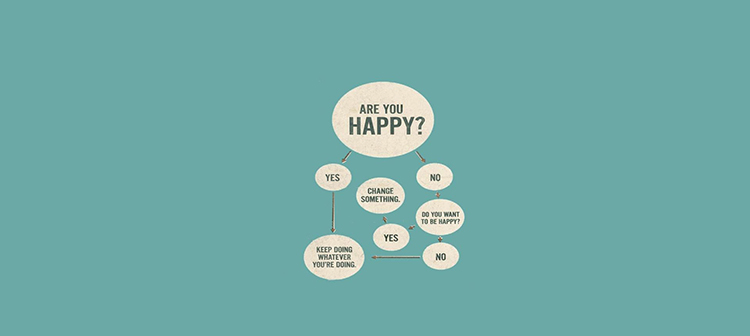 ARE YOU
HAPPY?
YES
NO
CHANGE
SOMETHING.
DO YOU WANT
TO BE HAPPY?
YES
KEEP DOING
WHATEVER
YOU'RE DOING.
NO